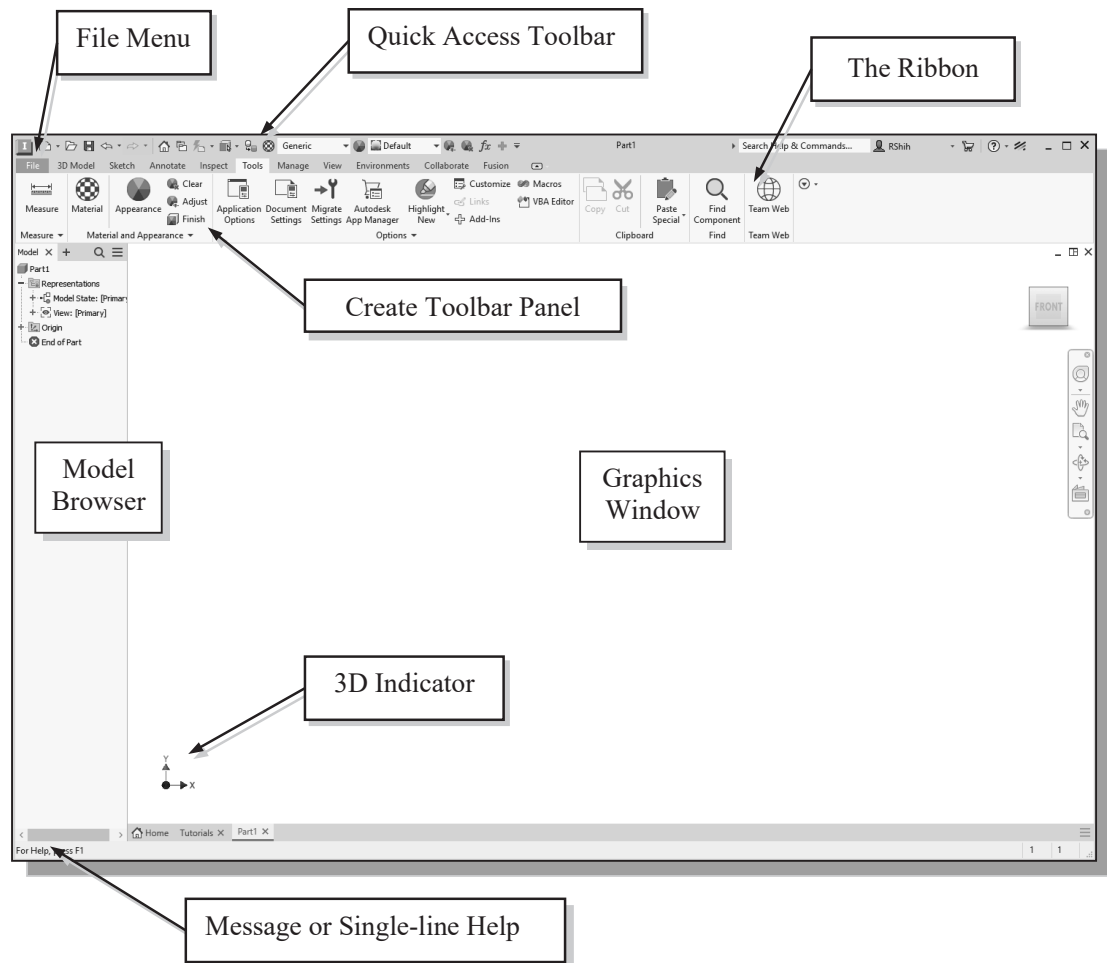 File Menu
Quick Access Toolbar
The Ribbon
I
Generic
Default
fx
Part1
Search Help & Commands...
RShih
File 3D Model Sketch Annotate Inspect Tools Manage View Environments Collaborate Fusion
Measure
Material
Appearance
Clear
Adjust
Finish
Application
Options
Document
Settings
Migrate
Settings
Autodesk
App Manager
Highlight
New
Customize
Links
Add-Ins
Macros
VBA Editor
Copy
Cut
Paste
Special
Find
Component
Team Web
Measure
Material and Appearance
Options
Clipboard
Find
Team Web
Model
Part1
Representations
Model State: [Primary
View: [Primary]
Origin
End of Part
Create Toolbar Panel
FRONT
Model
Browser
Graphics
Window
3D Indicator
Y
X
Home Tutorials Part1
For Help, press F1
1 1
Message or Single-line Help